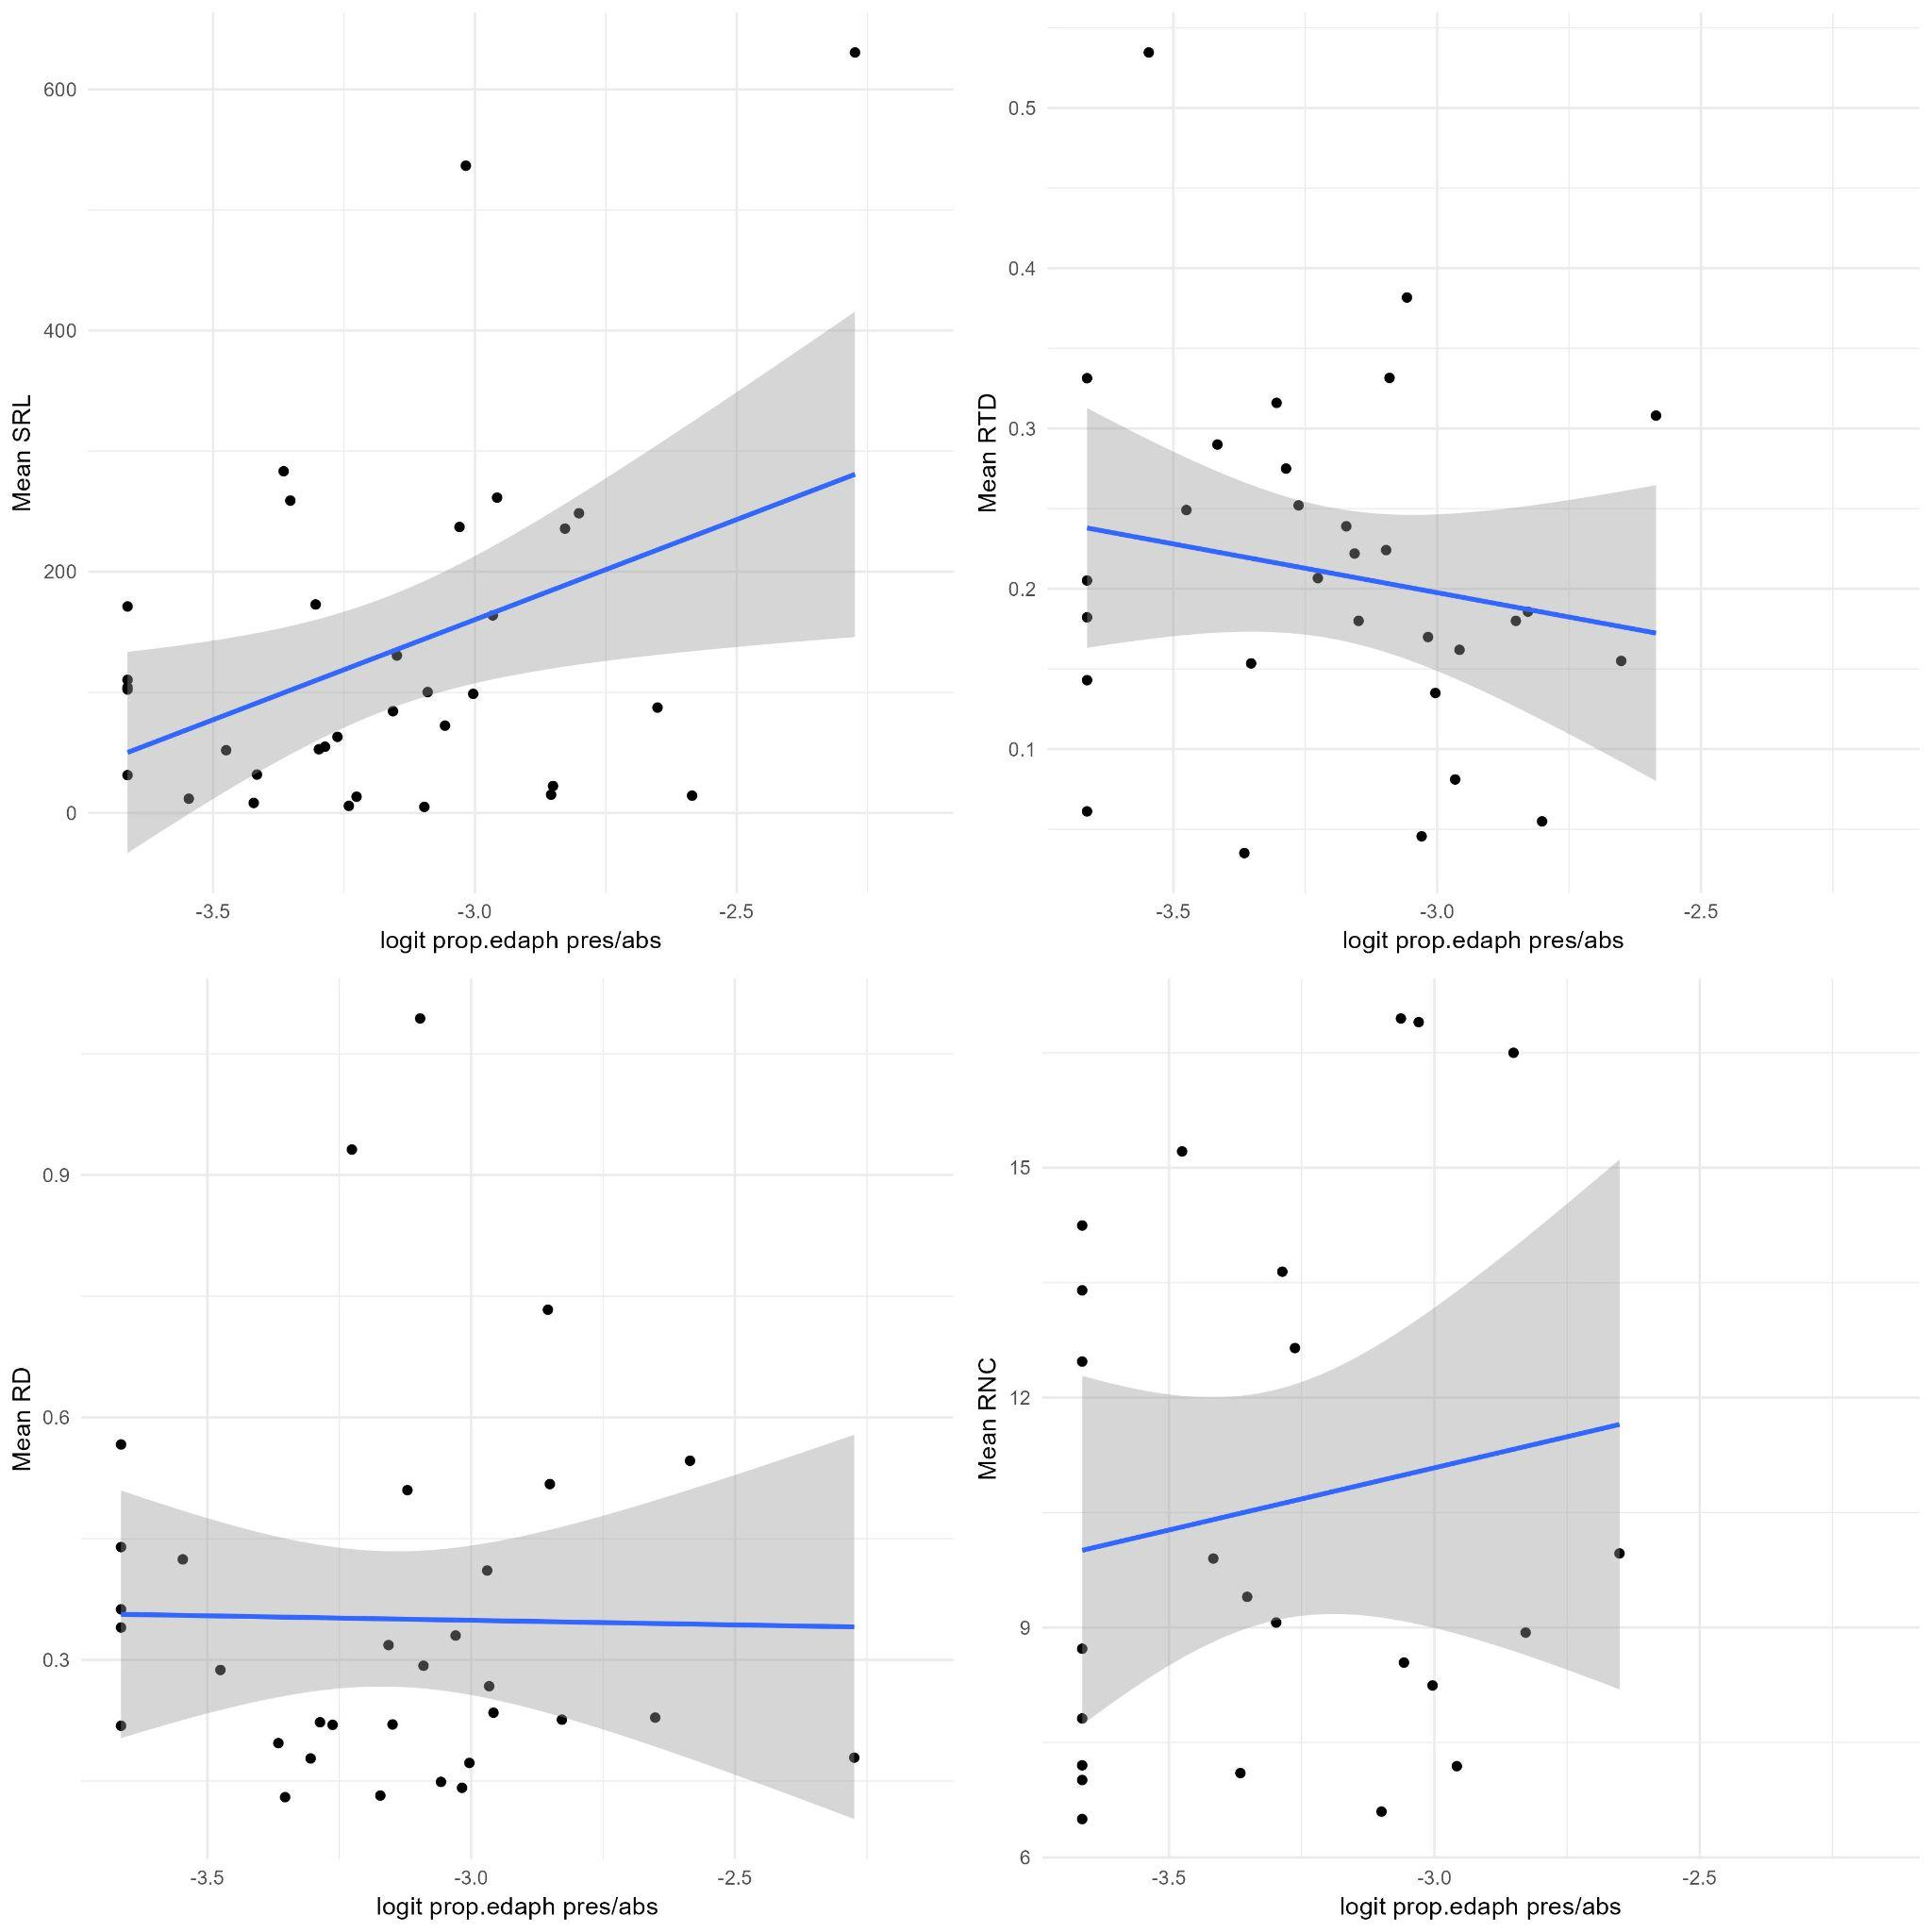 Mean SRL
600
400
200
0
-3.5 -3.0 -2.5
logit prop.edaph pres/abs
Mean RTD
0.5
0.4
0.3
0.2
0.1
-3.5 -3.0 -2.5
logit prop.edaph pres/abs
Mean RD
0.9
0.6
0.3
-3.5 -3.0 -2.5
logit prop.edaph pres/abs
Mean RNC
15
12
9
6
-3.5 -3.0 -2.5
logit prop.edaph pres/abs